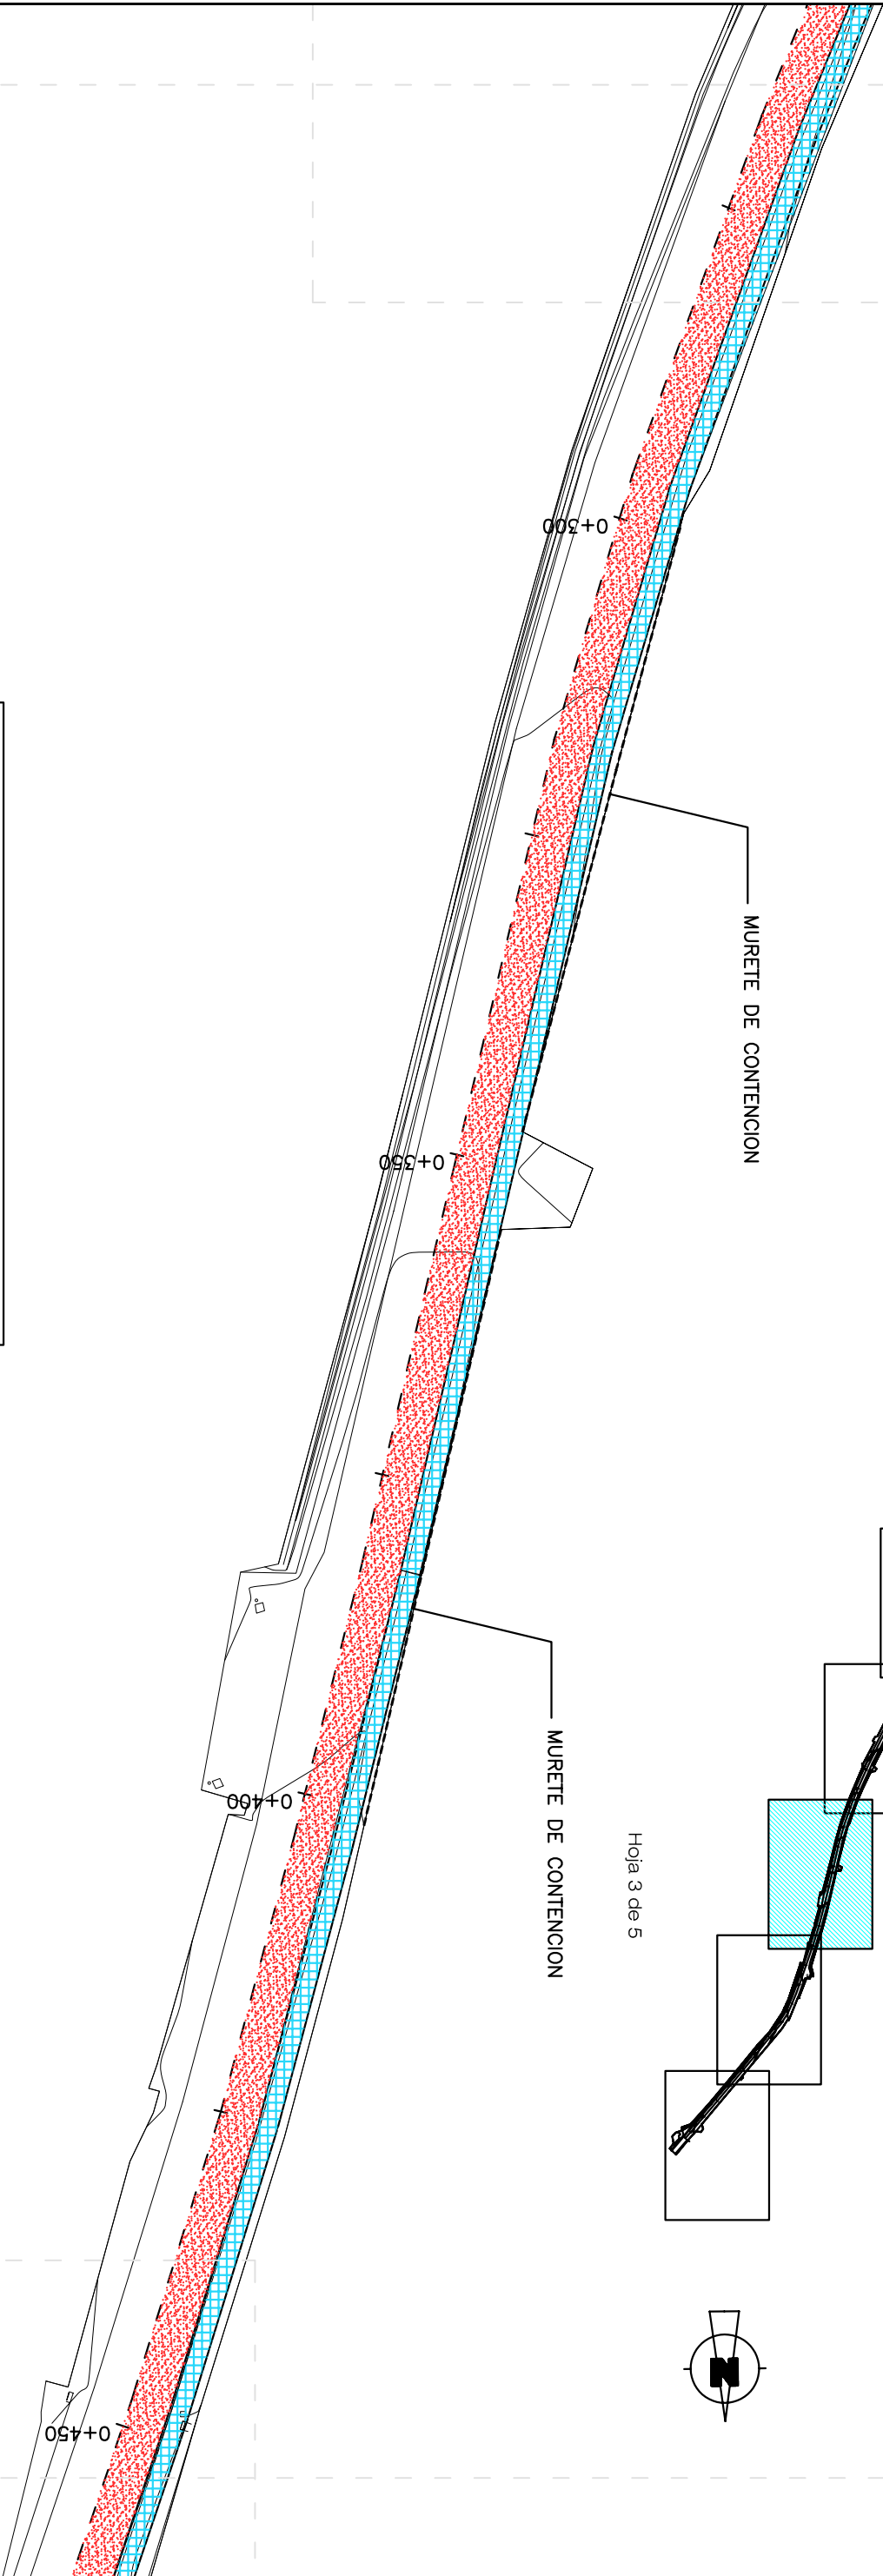 0+300
MURETE DE CONTENCION
0+350
MURETE DE CONTENCION
0+400
Hoja 3 de 5
N
0+450